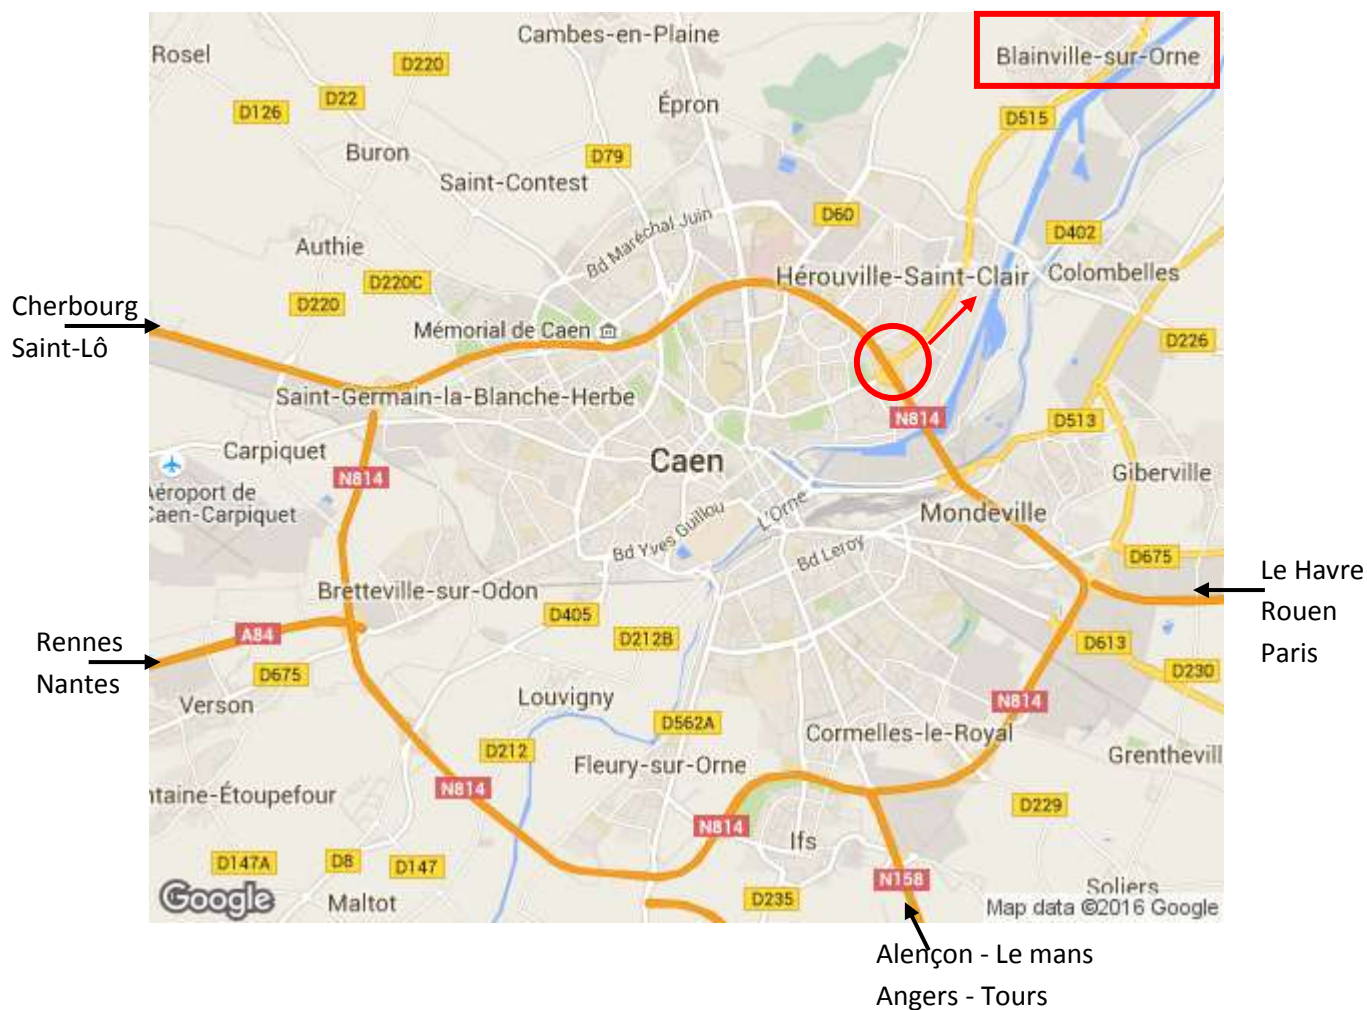 Cambes-en-Plaine
Rosel
Blainville-sur-Orne
D220
D22
Épron
D126
D515
Buron
D79
Saint-Contest
Bd Maréchal Juin
D60
D402
Authie
Hérouville-Saint-Clair
Colombelles
D220C
D220
Cherbourg
Saint-Lô
Mémorial de Caen
D226
Saint-Germain-la-Blanche-Herbe
N814
D513
Carpiquet
Caen
N814
Giberville
Aéroport de
Caen-Carpiquet
L'Orne
Mondeville
Bd Yves Guillou
Bd Leroy
D675
Le Havre
Rouen
Paris
Bretteville-sur-Odon
D405
A84
D212B
D613
Rennes
Nantes
D675
D230
Verson
Louvigny
N814
D562A
Cormelles-le-Royal
D212
Fleury-sur-Orne
Grenthevill
ntaine-Étoupefour
N814
D229
N814
Ifs
D147A
D8
D147
N158
Soliers
Google
Maltot
D235
Map data ©2016 Google
Alençon - Le mans
Angers - Tours